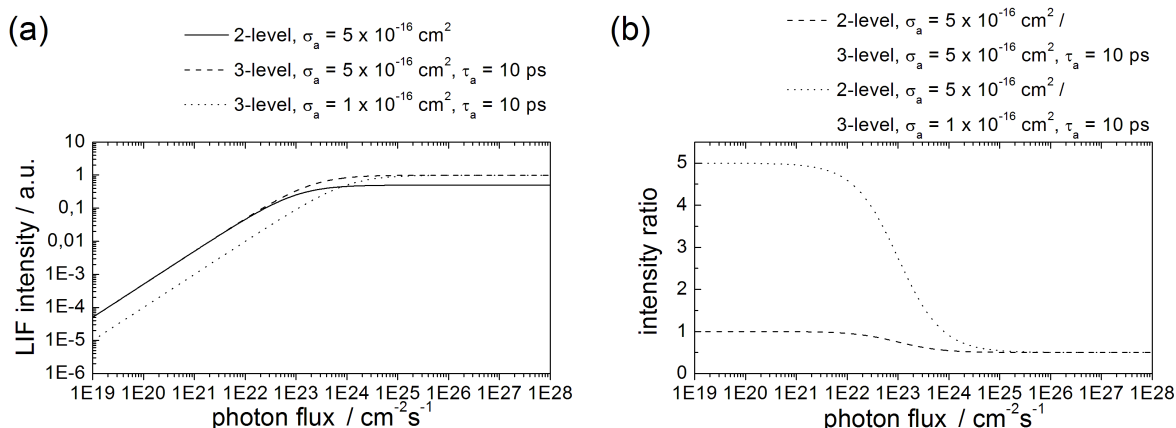 (a)
2-level, σa = 5 x 10-16 cm2
3-level, σa = 5 x 10-16 cm2, τa = 10 ps
3-level, σa = 1 x 10-16 cm2, τa = 10 ps
10
1
0,1
0,01
1E-3
1E-4
1E-5
1E-6
LIF intensity / a.u.
1E19 1E20 1E21 1E22 1E23 1E24 1E25 1E26 1E27 1E28
photon flux / cm-2s-1
(b)
2-level, σa = 5 x 10-16 cm2 /
3-level, σa = 5 x 10-16 cm2, τa = 10 ps
2-level, σa = 5 x 10-16 cm2 /
3-level, σa = 1 x 10-16 cm2, τa = 10 ps
5
4
3
2
1
0
intensity ratio
1E19 1E20 1E21 1E22 1E23 1E24 1E25 1E26 1E27 1E28
photon flux / cm-2s-1